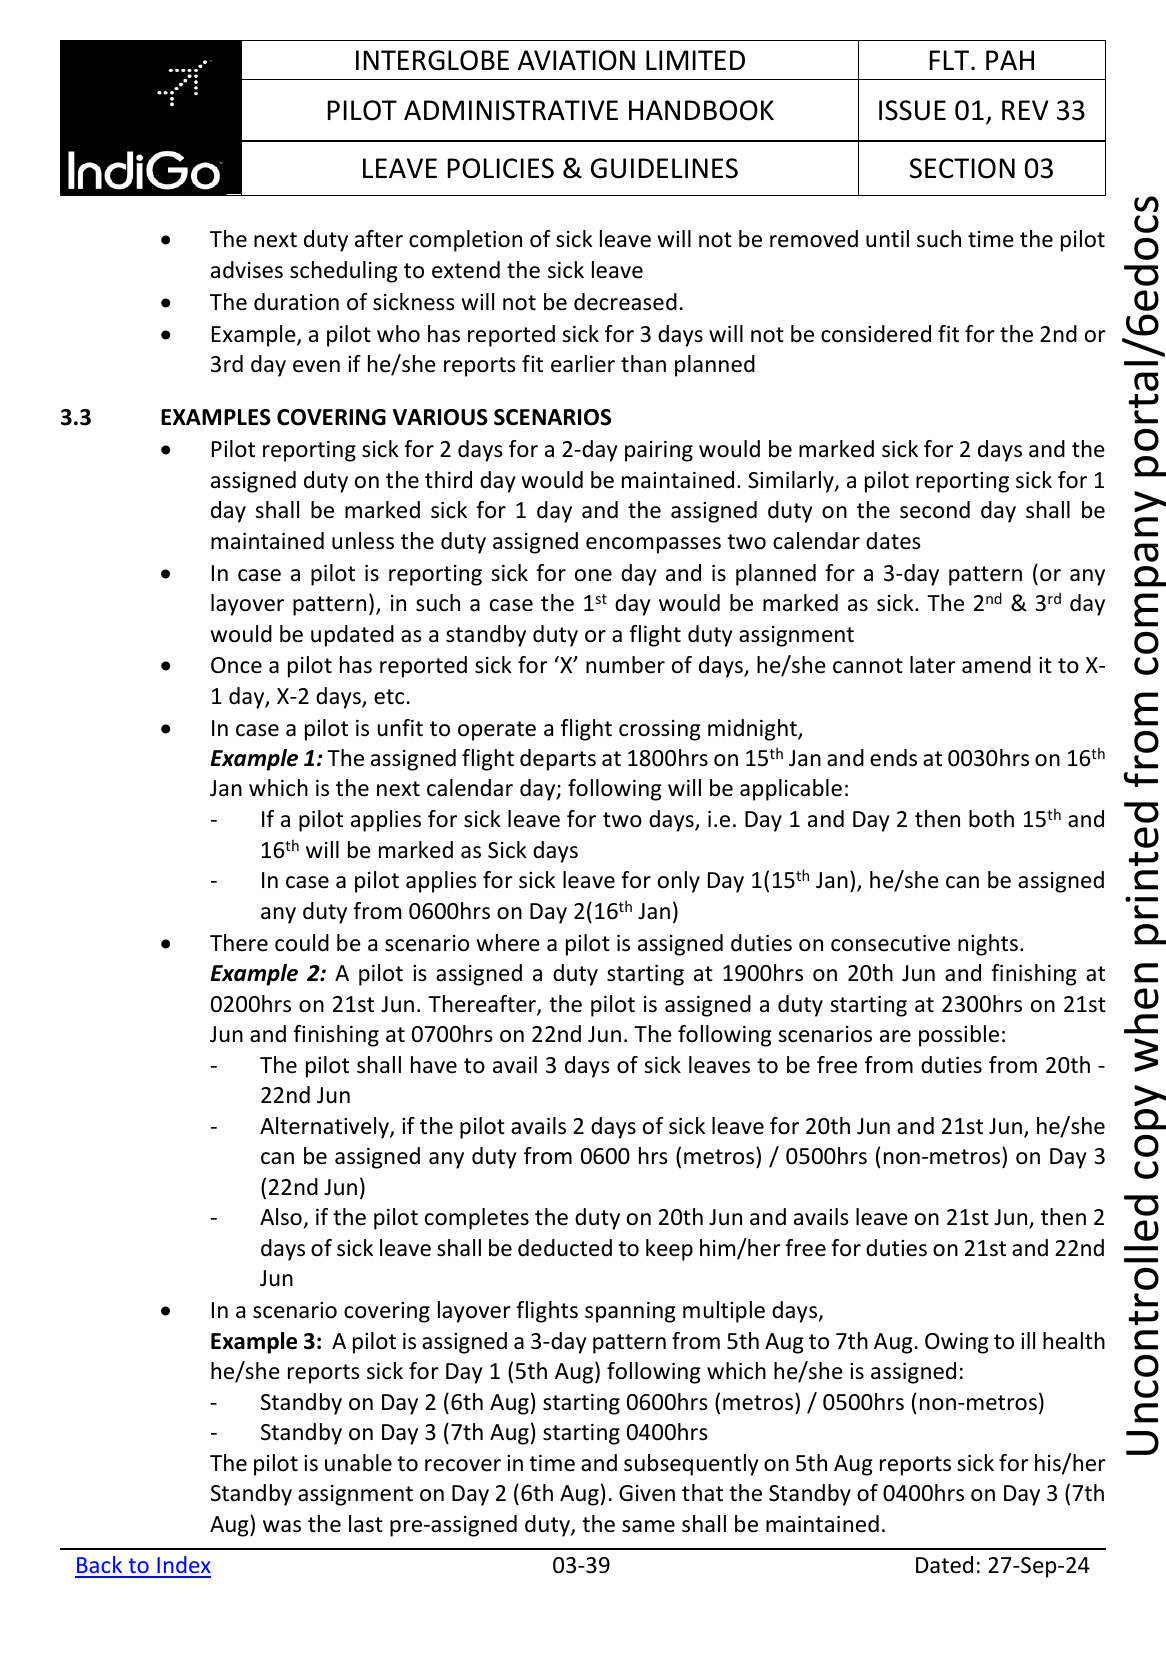 INTERGLOBE AVIATION LIMITED
FLT. PAH
PILOT ADMINISTRATIVE HANDBOOK
ISSUE 01, REV 33
IndiGo
LEAVE POLICIES & GUIDELINES
SECTION 03
• The next duty after completion of sick leave will not be removed until such time the pilot
advises scheduling to extend the sick leave
• The duration of sickness will not be decreased.
• Example, a pilot who has reported sick for 3 days will not be considered fit for the 2nd or
3rd day even if he/she reports fit earlier than planned
3.3 EXAMPLES COVERING VARIOUS SCENARIOS
• Pilot reporting sick for 2 days for a 2-day pairing would be marked sick for 2 days and the
assigned duty on the third day would be maintained. Similarly, a pilot reporting sick for 1
day shall be marked sick for 1 day and the assigned duty on the second day shall be
maintained unless the duty assigned encompasses two calendar dates
• In case a pilot is reporting sick for one day and is planned for a 3-day pattern (or any
layover pattern), in such a case the 1st day would be marked as sick. The 2nd & 3rd day
would be updated as a standby duty or a flight duty assignment
• Once a pilot has reported sick for ‘X’ number of days, he/she cannot later amend it to X-
1 day, X-2 days, etc.
• In case a pilot is unfit to operate a flight crossing midnight,
Example 1: The assigned flight departs at 1800hrs on 15th Jan and ends at 0030hrs on 16th
Jan which is the next calendar day; following will be applicable:
- If a pilot applies for sick leave for two days, i.e. Day 1 and Day 2 then both 15th and
16th will be marked as Sick days
- In case a pilot applies for sick leave for only Day 1(15th Jan), he/she can be assigned
any duty from 0600hrs on Day 2(16th Jan)
• There could be a scenario where a pilot is assigned duties on consecutive nights.
Example 2: A pilot is assigned a duty starting at 1900hrs on 20th Jun and finishing at
0200hrs on 21st Jun. Thereafter, the pilot is assigned a duty starting at 2300hrs on 21st
Jun and finishing at 0700hrs on 22nd Jun. The following scenarios are possible:
- The pilot shall have to avail 3 days of sick leaves to be free from duties from 20th -
22nd Jun
- Alternatively, if the pilot avails 2 days of sick leave for 20th Jun and 21st Jun, he/she
can be assigned any duty from 0600 hrs (metros) / 0500hrs (non-metros) on Day 3
(22nd Jun)
- Also, if the pilot completes the duty on 20th Jun and avails leave on 21st Jun, then 2
days of sick leave shall be deducted to keep him/her free for duties on 21st and 22nd
Jun
• In a scenario covering layover flights spanning multiple days,
Example 3: A pilot is assigned a 3-day pattern from 5th Aug to 7th Aug. Owing to ill health
he/she reports sick for Day 1 (5th Aug) following which he/she is assigned:
- Standby on Day 2 (6th Aug) starting 0600hrs (metros) / 0500hrs (non-metros)
- Standby on Day 3 (7th Aug) starting 0400hrs
The pilot is unable to recover in time and subsequently on 5th Aug reports sick for his/her
Standby assignment on Day 2 (6th Aug). Given that the Standby of 0400hrs on Day 3 (7th
Aug) was the last pre-assigned duty, the same shall be maintained.
Back to Index 03-39 Dated: 27-Sep-24
Uncontrolled copy when printed from company portal/6edocs